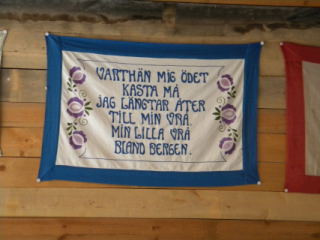 VARTHÄN MIG ÖDET
KASTA MÅ
JAG LÄNGTAR ÅTER
TILL MIN VRÅ.
MIN LILLA VRÅ
BLAND BERGEN.